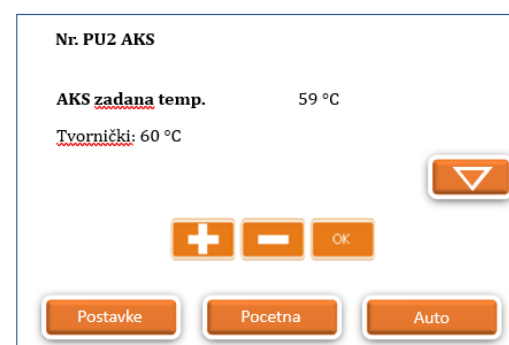 Nr. PU2 AKS
AKS zadana temp. 59 °C
Tvornički: 60 °C
OK
Postavke Pocetna Auto